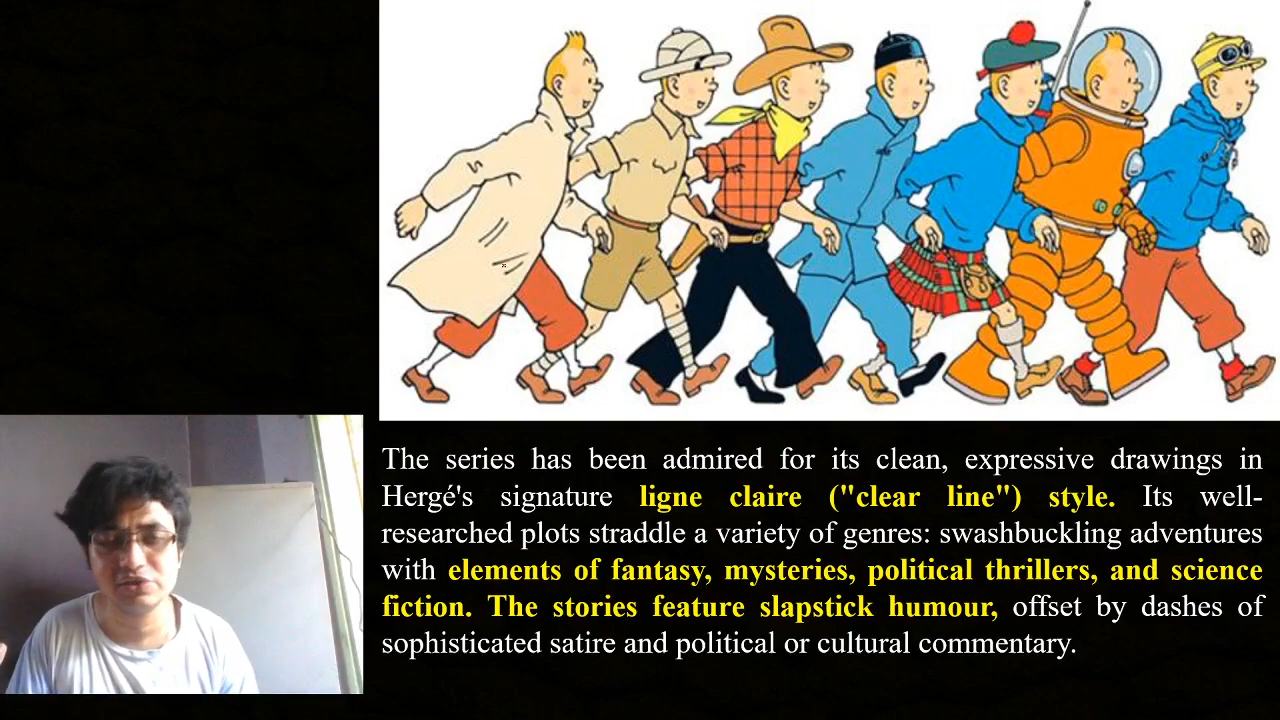 The series has been admired for its clean, expressive drawings in
Hergé's signature ligne claire ("clear line") style. Its well-
researched plots straddle a variety of genres: swashbuckling adventures
with elements of fantasy, mysteries, political thrillers, and science
fiction. The stories feature slapstick humour, offset by dashes of
sophisticated satire and political or cultural commentary.